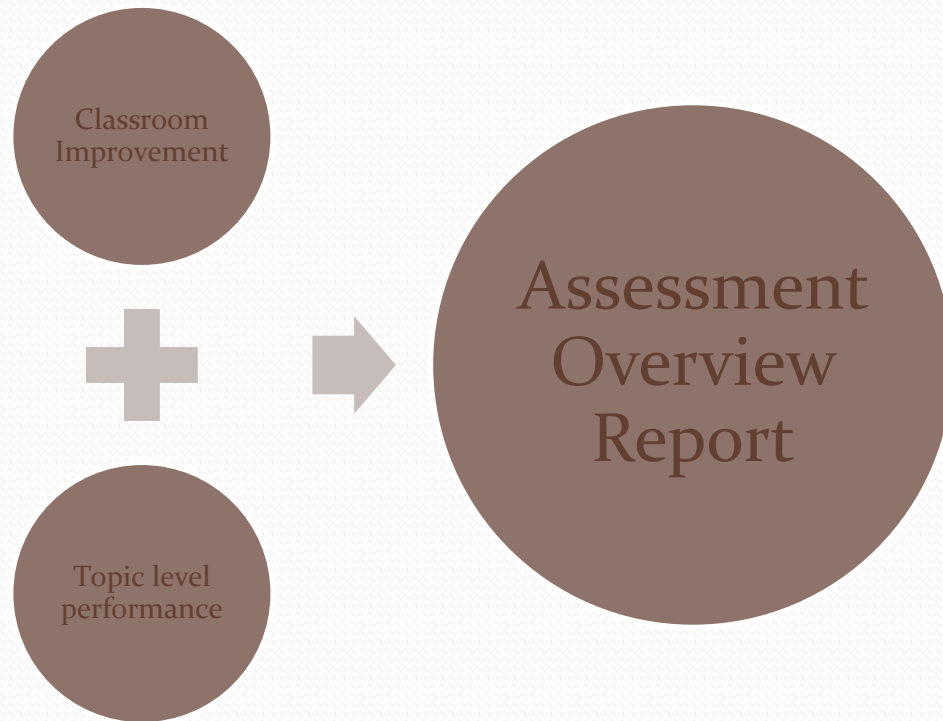 Classroom
Improvement
Topic level
performance
Assessment
Overview
Report